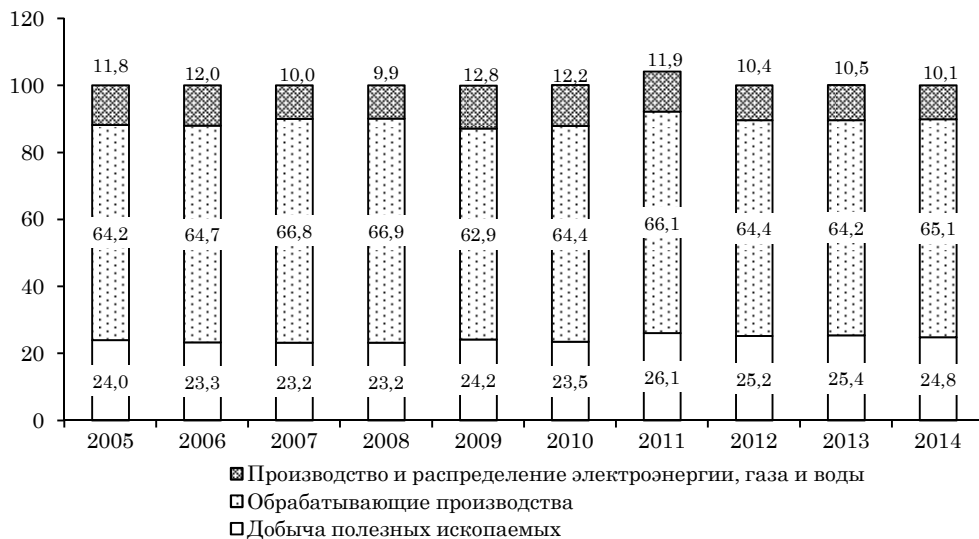 120
11,8 12,0 10,0 9,9 12,8 12,2 11,9 10,4 10,5 10,1
100
80
60
64,2 64,7 66,8 66,9 62,9 64,4 66,1 64,4 64,2 65,1
40
20
24,0 23,3 23,2 23,2 24,2 23,5 26,1 25,2 25,4 24,8
0
2005 2006 2007 2008 2009 2010 2011 2012 2013 2014
Производство и распределение электроэнергии, газа и воды
Обрабатывающие производства
Добыча полезных ископаемых